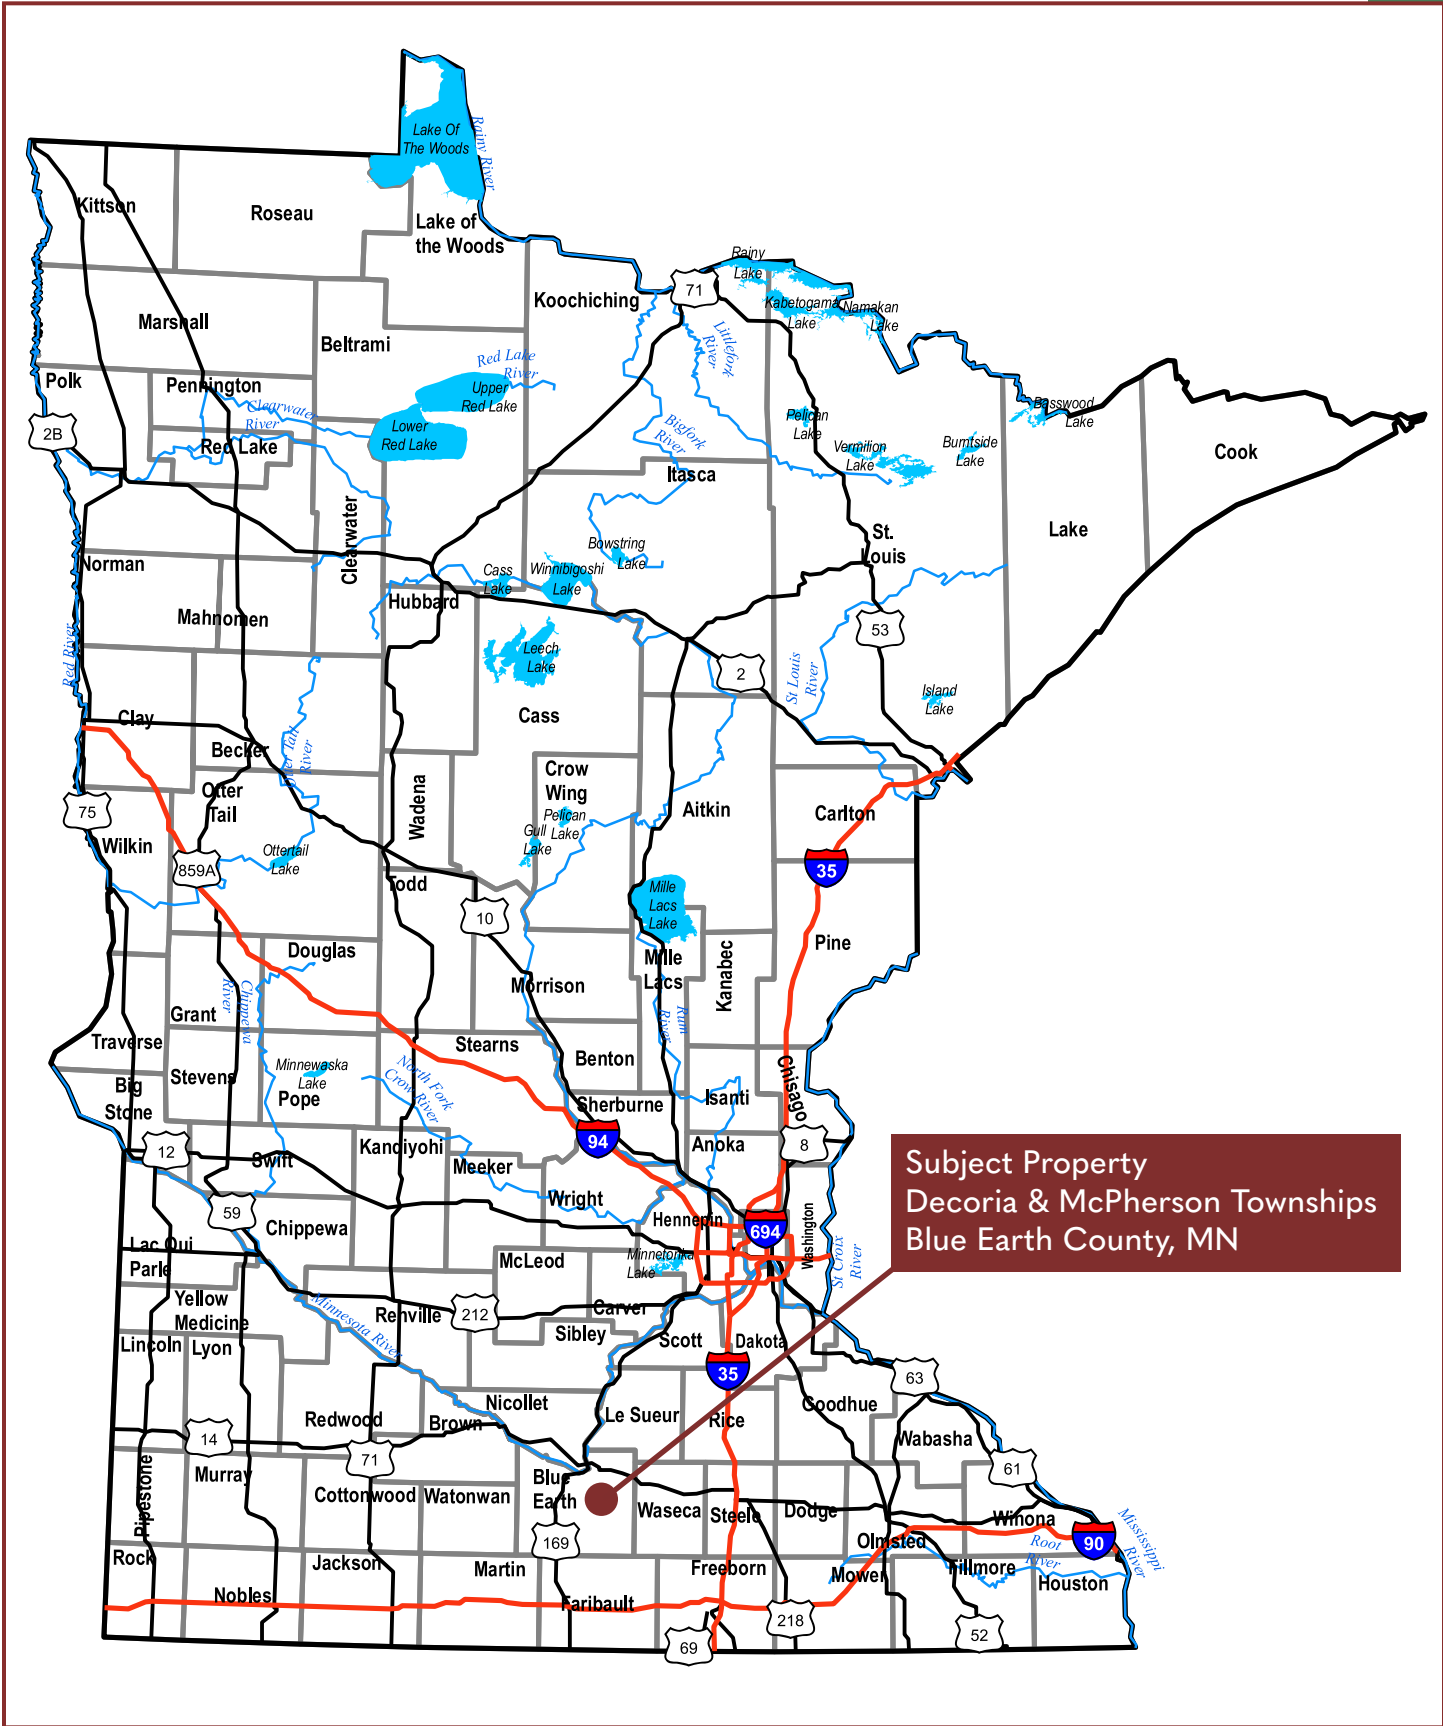 Lake Of
The Woods
Rainy River
Kittson
Roseau
Lake of
the Woods
Rainy
Lake
71
Koochiching
Kabetogama
Lake
Namakan
Lake
Marshall
Beltrami
Littlefork
River
Red Lake
River
Polk
Pennington
Upper
Red Lake
Clearwater
River
Basswood
Lake
Pelican
Lake
2B
Lower
Red Lake
Bigfork
River
Red Lake
Vermilion
Lake
Burntside
Lake
Cook
Itasca
Clearwater
St.
Louis
Lake
Bowstring
Lake
Norman
Cass
Lake
Winnibigoshi
Lake
Hubbard
Mahnomen
53
Red River
Leech
Lake
2
St Louis
River
Island
Lake
Clay
Cass
Becker
Otter Tail
River
Crow
Wing
Otter
Tail
Wadena
75
Pelican
Lake
Gull
Lake
Aitkin
Carlton
Wilkin
Ottertail
Lake
859A
35
Todd
Mille
Lacs
Lake
10
Douglas
Pine
Mille
Lacs
Kanabec
Morrison
Chippewa
River
Grant
Rum
River
Traverse
Stearns
Benton
Stevens
Minnewaska
Lake
Big
Stone
Pope
North Fork
Crow River
Chisago
Isanti
Sherburne
94
Anoka
8
12
Swift
Kandiyohi
Meeker
Subject Property
Decoria & McPherson Townships
Blue Earth County, MN
Wright
59
Chippewa
Hennepin
694
Washington
Lac Qui
Parle
McLeod
Minnetonka
Lake
St Croix
River
Yellow
Medicine
Minnesota River
Renville
212
Carver
Sibley
Scott
Dakota
Lincoln
Lyon
35
63
Nicollet
Goodhue
Redwood
Brown
Le Sueur
Rice
14
Wabasha
71
Murray
Blue
Earth
61
Pipestone
Cottonwood
Watonwan
Waseca
Steele
Dodge
Winona
Mississippi
River
169
Olmsted
Root
River
90
Rock
Jackson
Martin
Freeborn
Mower
Fillmore
Houston
Nobles
Faribault
218
52
69